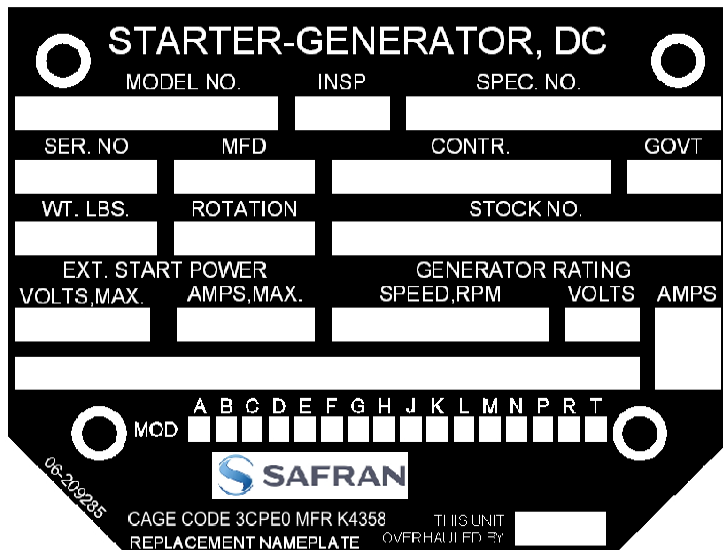 STARTER-GENERATOR, DC
MODEL NO. INSP SPEC. NO.
SER. NO MFD CONTR. GOVT
WT. LBS. ROTATION STOCK NO.
EXT. START POWER GENERATOR RATING
VOLTS,MAX. AMPS,MAX. SPEED,RPM VOLTS AMPS
A B C D E F G H J K L M N P R T
MOD
SAFRAN
06-209285
CAGE CODE 3CPE0 MFR K4358 THIS UNIT
REPLACEMENT NAMEPLATE OVERHAULED BY